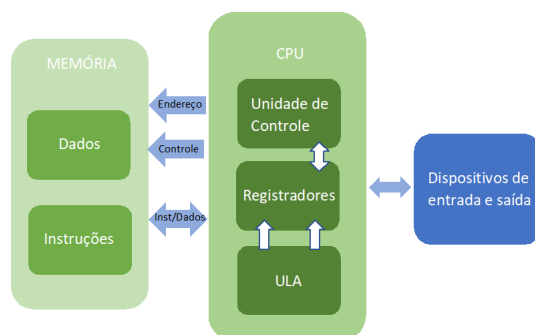 MEMÓRIA
Dados
Instruções
Endereço
Controle
Inst/Dados
CPU
Unidade de
Controle
Registradores
ULA
Dispositivos de
entrada e saída